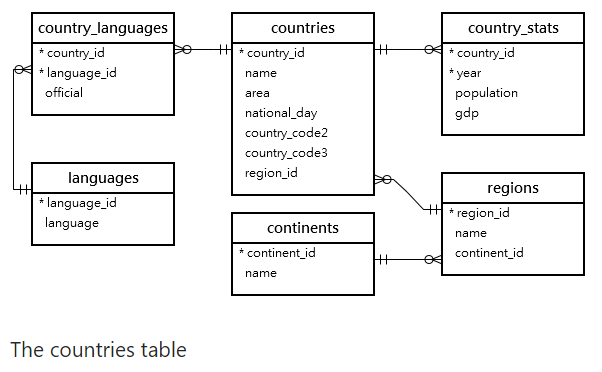 country_languages
* country_id
* language_id
official
countries
* country_id
name
area
national_day
country_code2
country_code3
region_id
country_stats
* country_id
* year
population
gdp
languages
* language_id
language
continents
* continent_id
name
regions
* region_id
name
continent_id
The countries table